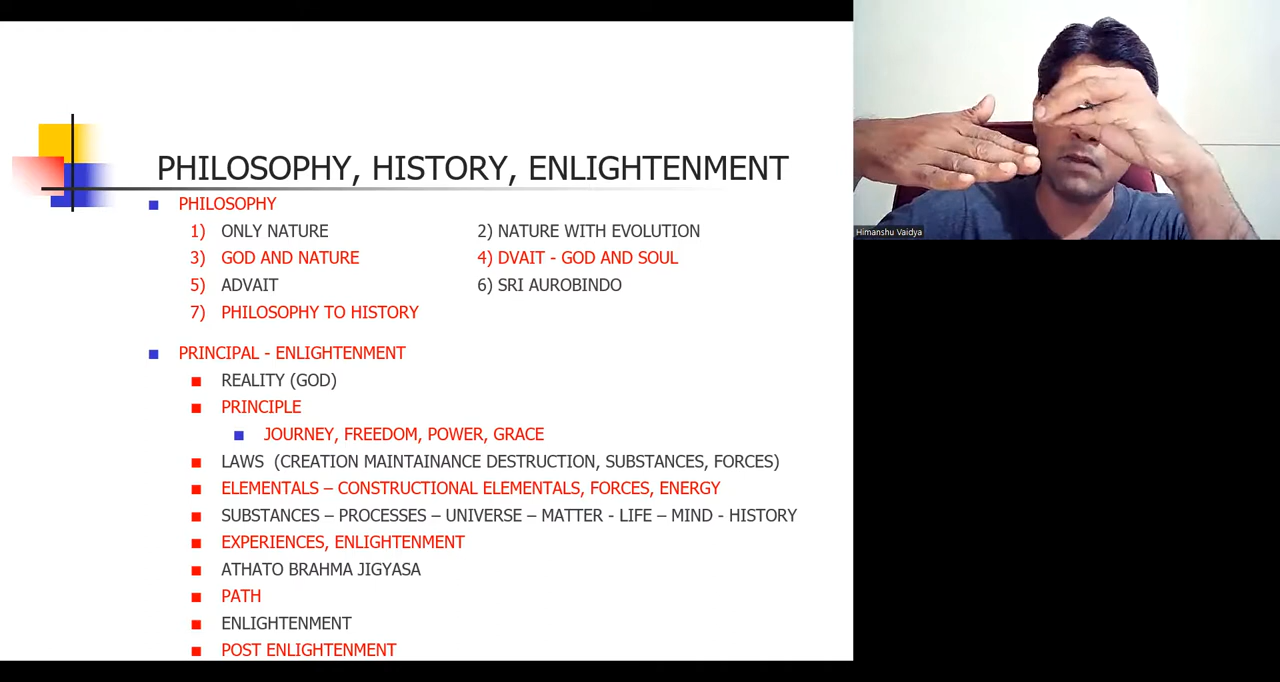 PHILOSOPHY, HISTORY, ENLIGHTENMENT
PHILOSOPHY
1) ONLY NATURE 2) NATURE WITH EVOLUTION
3) GOD AND NATURE 4) DVAIT - GOD AND SOUL
5) ADVAIT 6) SRI AUROBINDO
7) PHILOSOPHY TO HISTORY
PRINCIPAL - ENLIGHTENMENT
REALITY (GOD)
PRINCIPLE
JOURNEY, FREEDOM, POWER, GRACE
LAWS (CREATION MAINTAINANCE DESTRUCTION, SUBSTANCES, FORCES)
ELEMENTALS – CONSTRUCTIONAL ELEMENTALS, FORCES, ENERGY
SUBSTANCES – PROCESSES – UNIVERSE – MATTER - LIFE – MIND - HISTORY
EXPERIENCES, ENLIGHTENMENT
ATHATO BRAHMA JIGYASA
PATH
ENLIGHTENMENT
POST ENLIGHTENMENT
Himanshu Vaidya